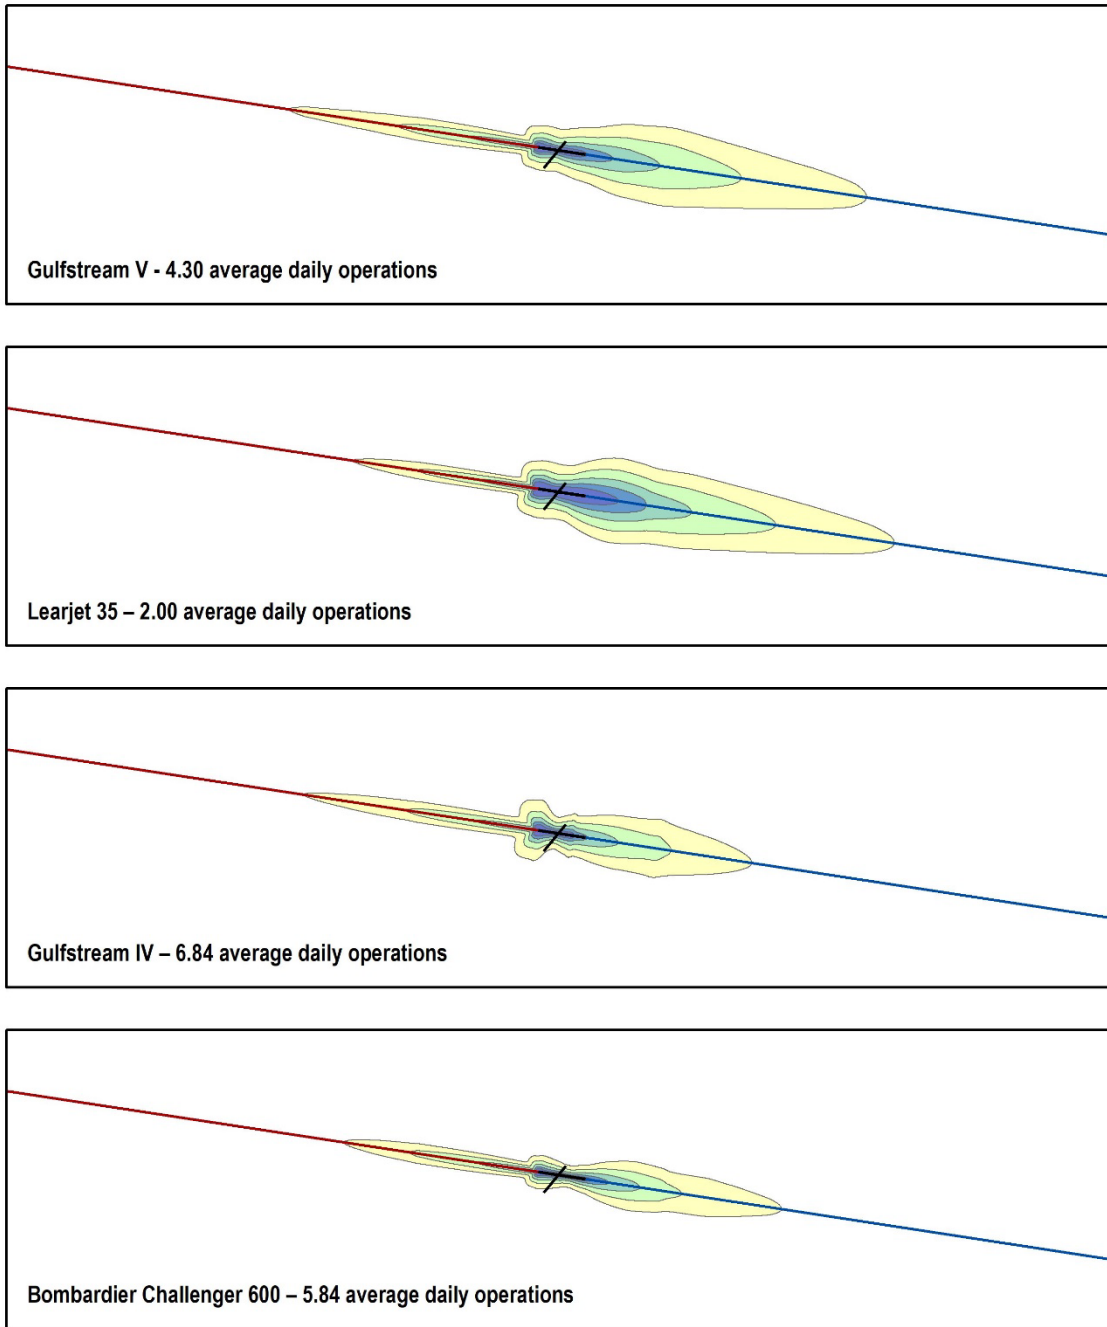 Gulfstream V - 4.30 average daily operations
Learjet 35 – 2.00 average daily operations
Gulfstream IV – 6.84 average daily operations
Bombardier Challenger 600 – 5.84 average daily operations